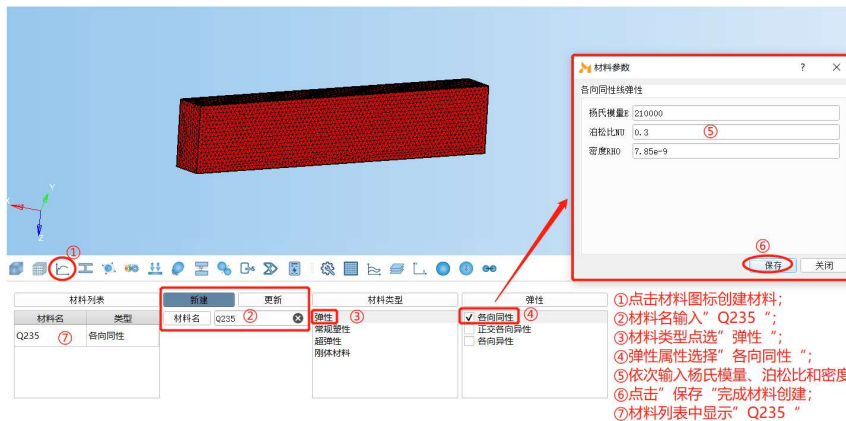 材料参数 ? ×
各向同性线弹性
杨氏模量E 210000
泊松比NU 0.3 ⑤
密度RHO 7.85e-9
⑥
保存 关闭
Y
X
Z
①
材料列表
材料名 类型
Q235 ⑦ 各向同性
新建 更新
材料名 Q235 ②
材料类型
弹性 ③
常规塑性
超弹性
刚体材料
弹性
各向同性 ④
正交各向异性
各向异性
①点击材料图标创建材料;
②材料名输入”Q235“;
③材料类型点选”弹性“;
④弹性属性选择”各向同性“;
⑤依次输入杨氏模量、泊松比和密度
⑥点击”保存“完成材料创建;
⑦材料列表中显示”Q235“